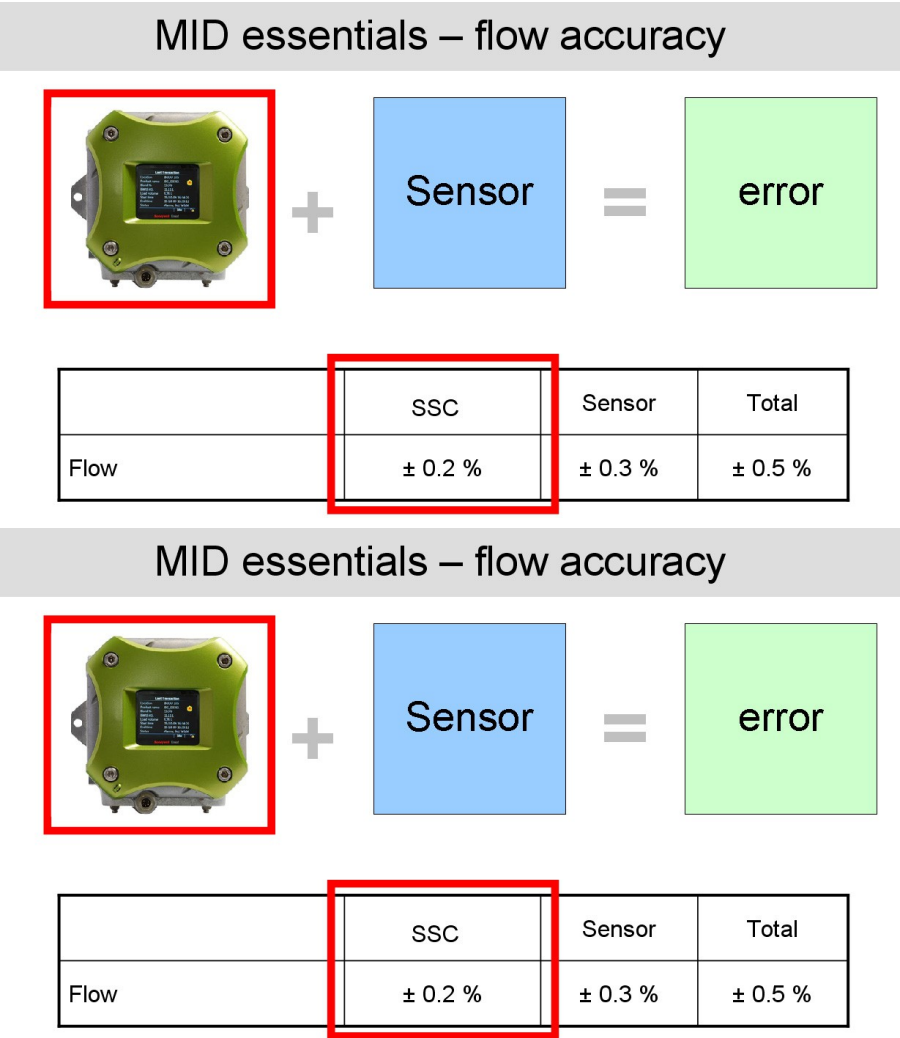 MID essentials – flow accuracy
+ Sensor = error
SSC Sensor Total
Flow ± 0.2 % ± 0.3 % ± 0.5 %
MID essentials – flow accuracy
+ Sensor = error
SSC Sensor Total
Flow ± 0.2 % ± 0.3 % ± 0.5 %